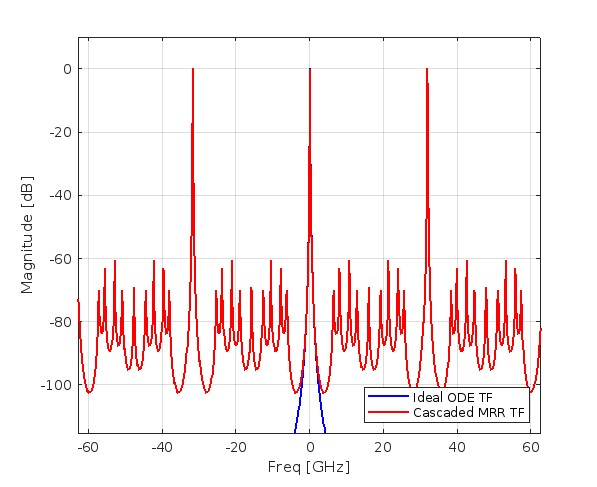 0
-20
-40
-60
-80
-100
Magnitude [dB]
-60 -40 -20 0 20 40 60
Freq [GHz]
Ideal ODE TF
Cascaded MRR TF